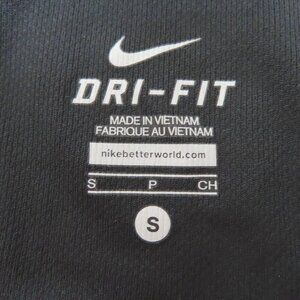 DRI-FIT
MADE IN VIETNAM
FABRIQUE AU VIETNAM
nikebetterworld.com
S P CH
S